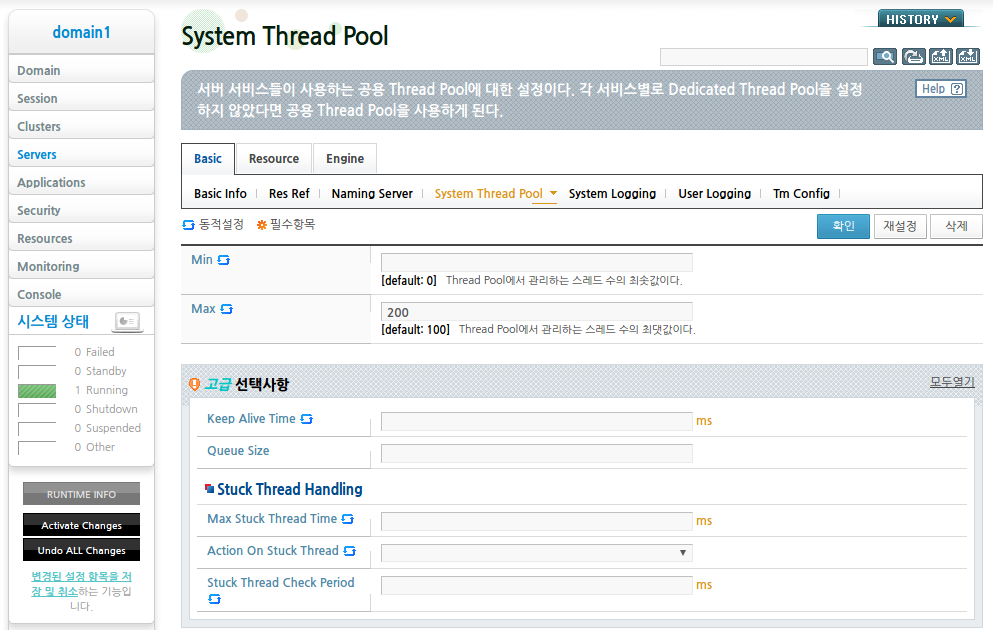 domain1
Domain
Session
Clusters
Servers
Applications
Security
Resources
Monitoring
Console
시스템 상태
0 Failed
0 Standby
1 Running
0 Shutdown
0 Suspended
0 Other
RUNTIME INFO
Activate Changes
Undo ALL Changes
변경된 설정 항목을 저
장 및 취소하는 기능입
니다.
HISTORY
System Thread Pool
XML XML
서버 서비스들이 사용하는 공용 Thread Pool에 대한 설정이다. 각 서비스별로 Dedicated Thread Pool을 설정
하지 않았다면 공용 Thread Pool을 사용하게 된다.
Help ?
Basic Resource Engine
Basic Info Res Ref Naming Server System Thread Pool System Logging User Logging Tm Config
동적설정 필수항목
확인 재설정 삭제
Min
[default: 0] Thread Pool에서 관리하는 스레드 수의 최솟값이다.
Max 200
[default: 100] Thread Pool에서 관리하는 스레드 수의 최댓값이다.
고급 선택사항 모두열기
Keep Alive Time ms
Queue Size
Stuck Thread Handling
Max Stuck Thread Time ms
Action On Stuck Thread
Stuck Thread Check Period ms